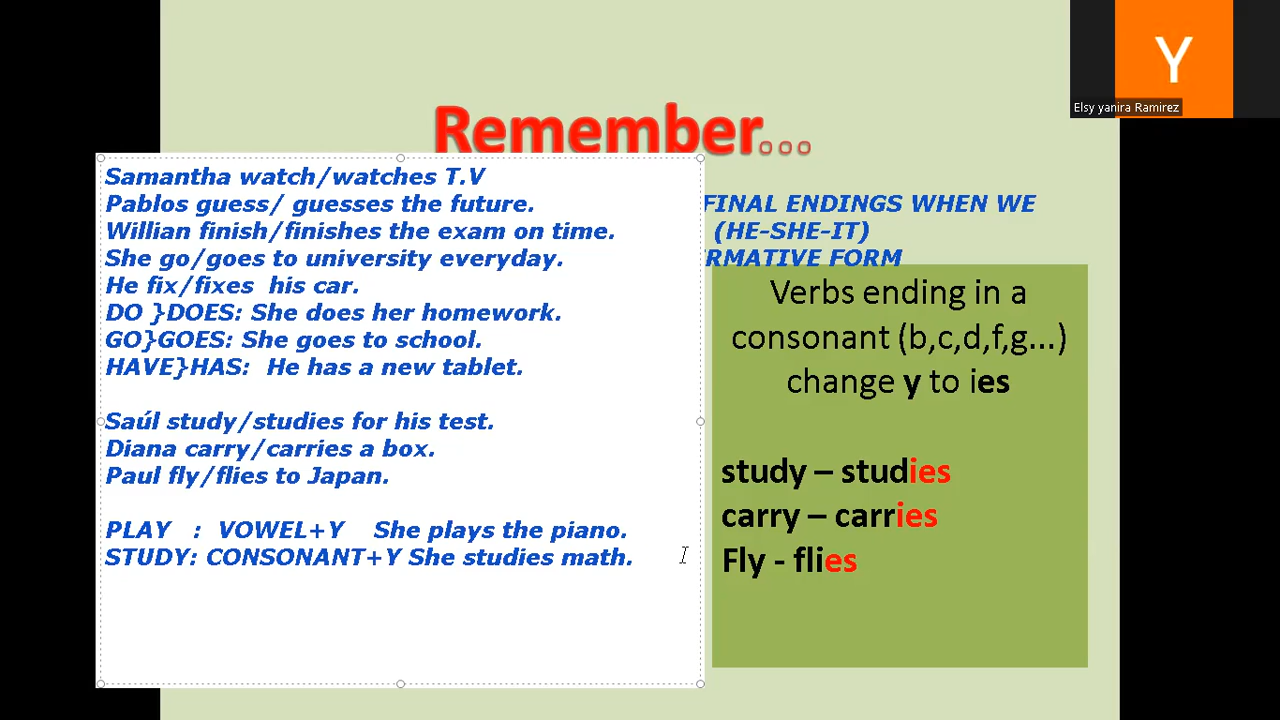 Y
Elsy yanira Ramirez
Remember...
Samantha watch/watches T.V
Pablos guess/ guesses the future.
Willian finish/finishes the exam on time.
She go/goes to university everyday.
He fix/fixes his car.
DO }DOES: She does her homework.
GO}GOES: She goes to school.
HAVE}HAS: He has a new tablet.
Saúl study/studies for his test.
Diana carry/carries a box.
Paul fly/flies to Japan.
PLAY : VOWEL+Y She plays the piano.
STUDY: CONSONANT+Y She studies math.
FINAL ENDINGS WHEN WE
(HE-SHE-IT)
RMATIVE FORM
Verbs ending in a
consonant (b,c,d,f,g...)
change y to ies
study – studies
carry – carries
Fly - flies